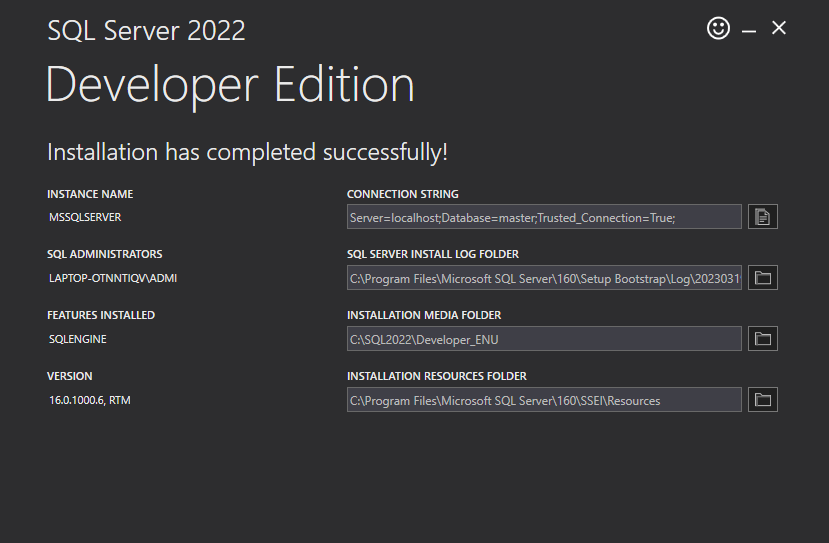 SQL Server 2022
Developer Edition
Installation has completed successfully!
INSTANCE NAME
MSSQLSERVER
CONNECTION STRING
Server=localhost;Database=master;Trusted_Connection=True;
SQL ADMINISTRATORS
LAPTOP-OTNNTIQV\ADMI
SQL SERVER INSTALL LOG FOLDER
C:\Program Files\Microsoft SQL Server\160\Setup Bootstrap\Log\2023031
FEATURES INSTALLED
SQLENGINE
INSTALLATION MEDIA FOLDER
C:\SQL2022\Developer_ENU
VERSION
16.0.1000.6, RTM
INSTALLATION RESOURCES FOLDER
C:\Program Files\Microsoft SQL Server\160\SSEI\Resources